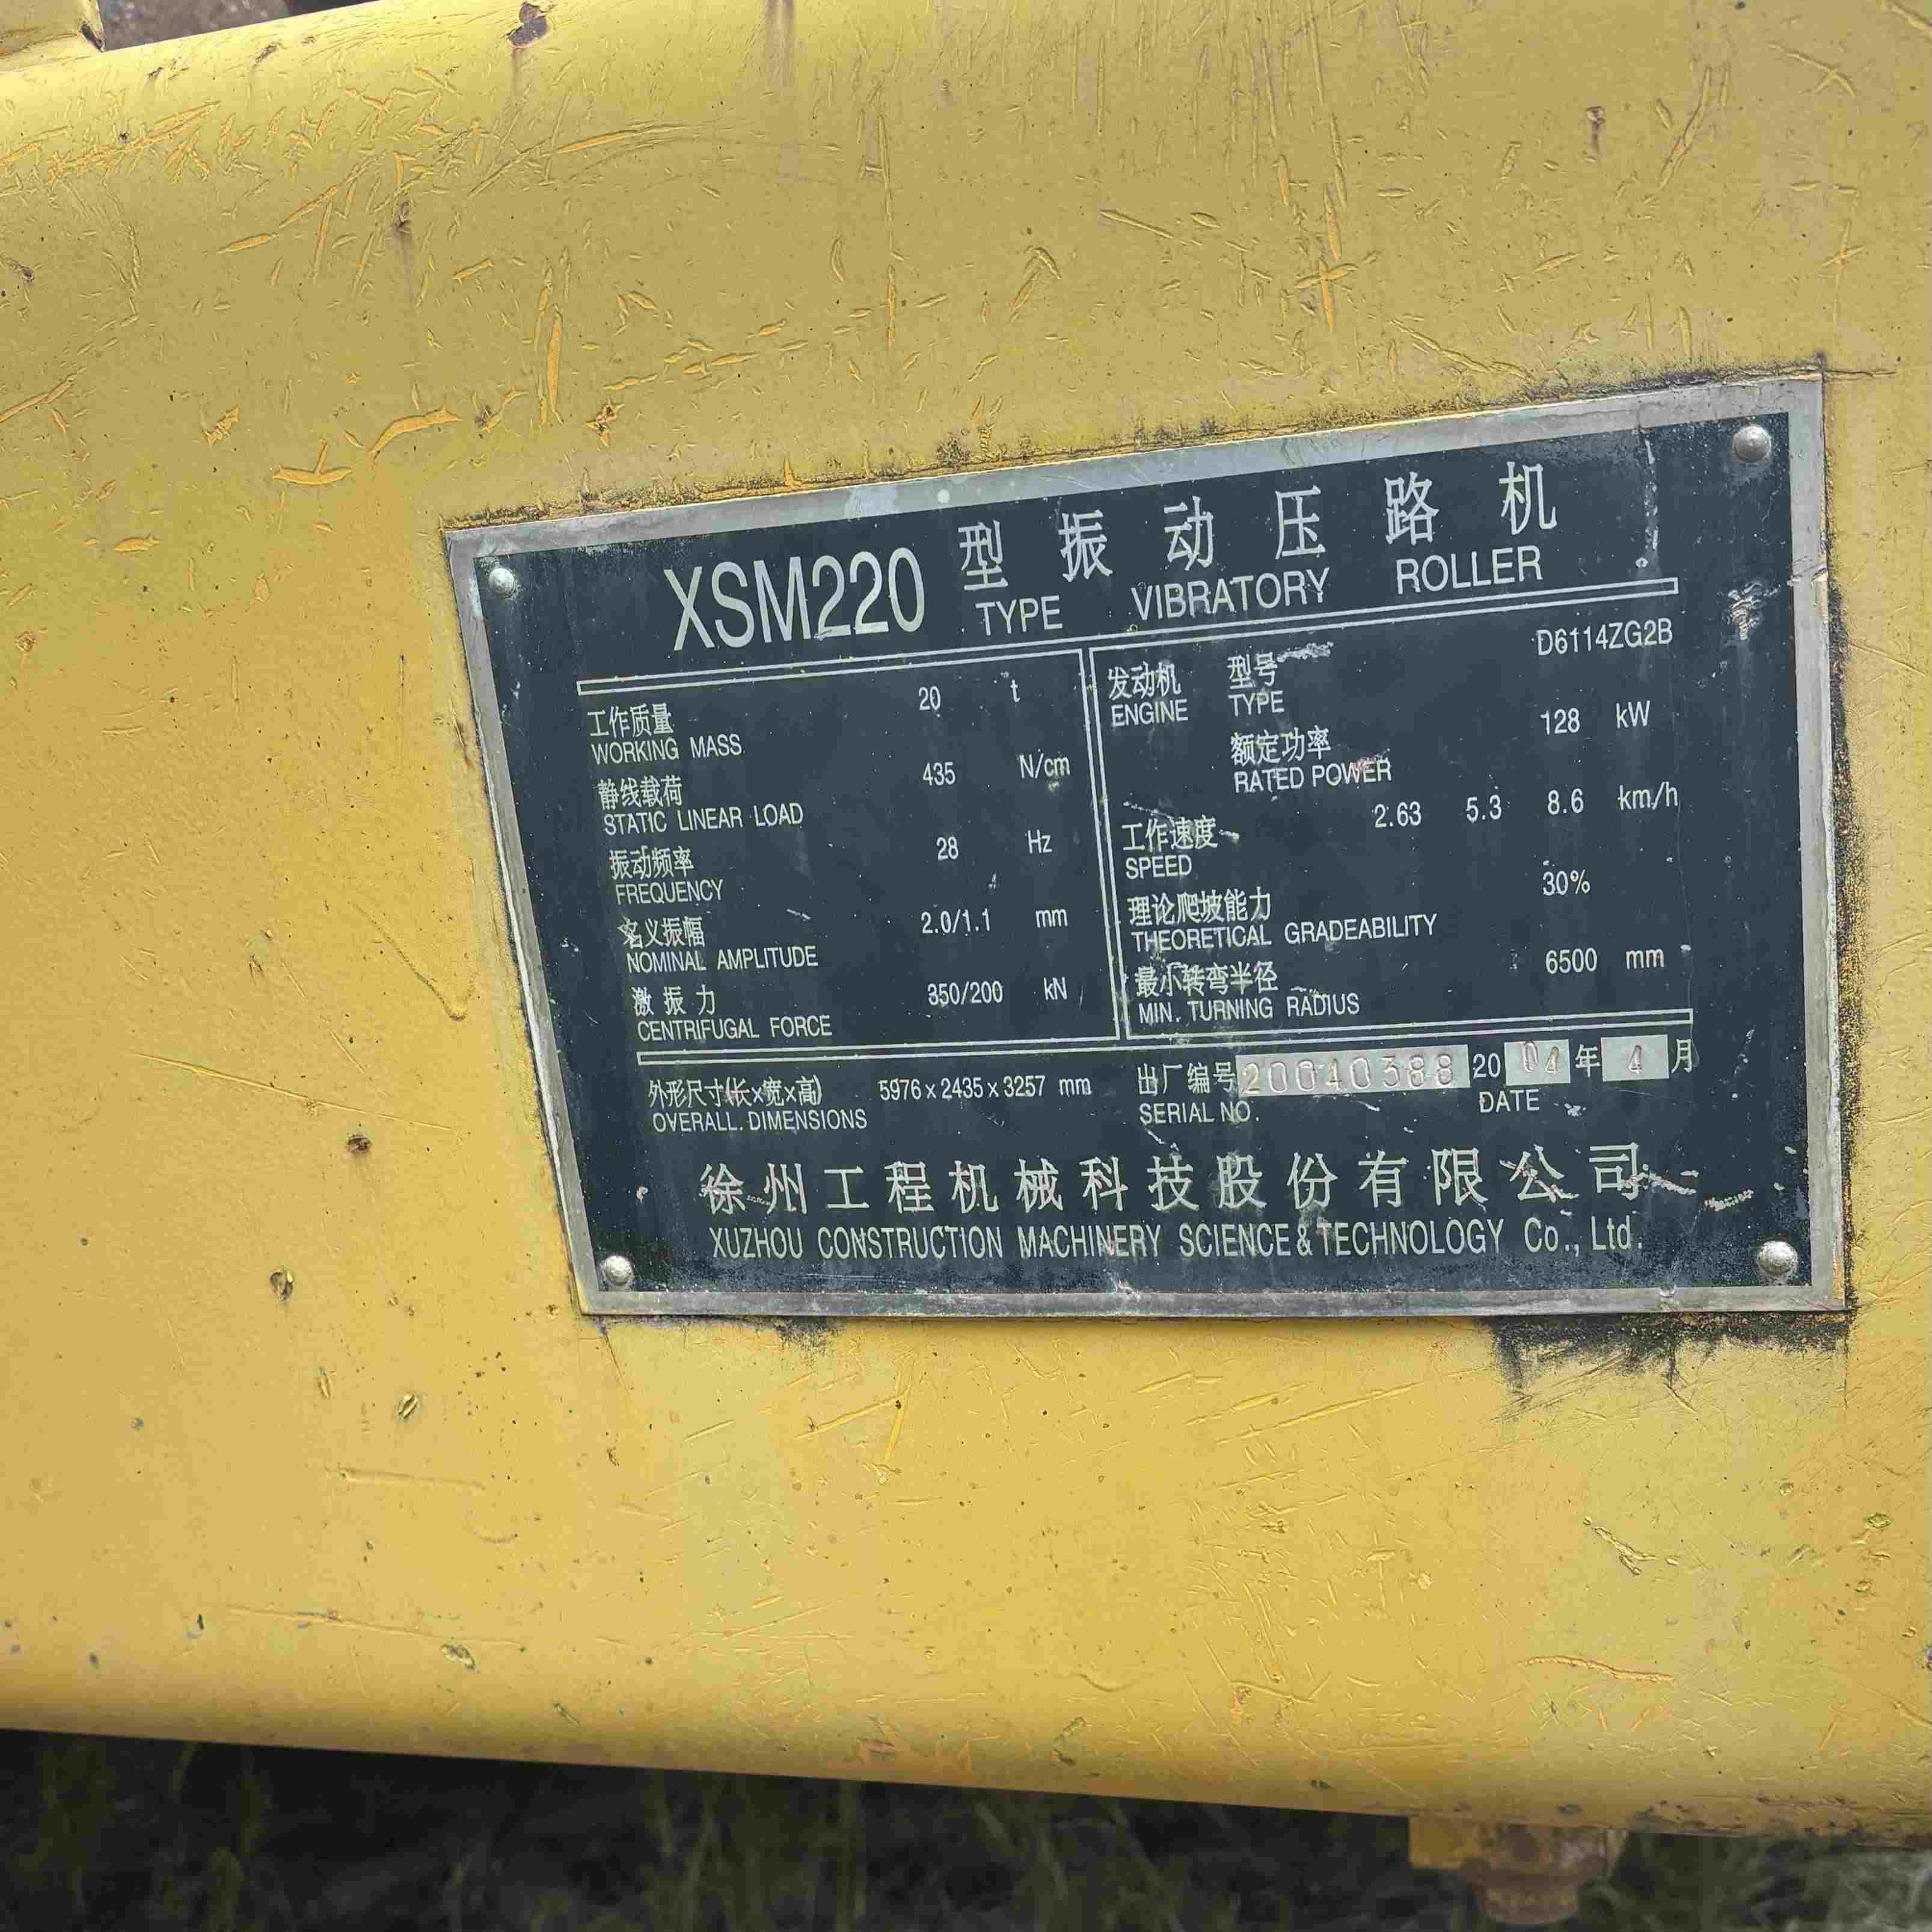 XSM220 型振动压路机
TYPE VIBRATORY ROLLER
工作质量 20 t
WORKING MASS
静线载荷 435 N/cm
STATIC LINEAR LOAD
振动频率 28 Hz
FREQUENCY
名义振幅 2.0/1.1 mm
NOMINAL AMPLITUDE
激振力 350/200 kN
CENTRIFUGAL FORCE
发动机 型号 D6114ZG2B
ENGINE TYPE
额定功率 128 kW
RATED POWER
工作速度 2.63 5.3 8.6 km/h
SPEED
理论爬坡能力 30%
THEORETICAL GRADEABILITY
最小转弯半径 6500 mm
MIN. TURNING RADIUS
外形尺寸(长×宽×高) 5976×2435×3257 mm
OVERALL DIMENSIONS
出厂编号 20040388 20 04 年 4 月
SERIAL NO. DATE
徐州工程机械科技股份有限公司
XUZHOU CONSTRUCTION MACHINERY SCIENCE&TECHNOLOGY Co., Ltd.